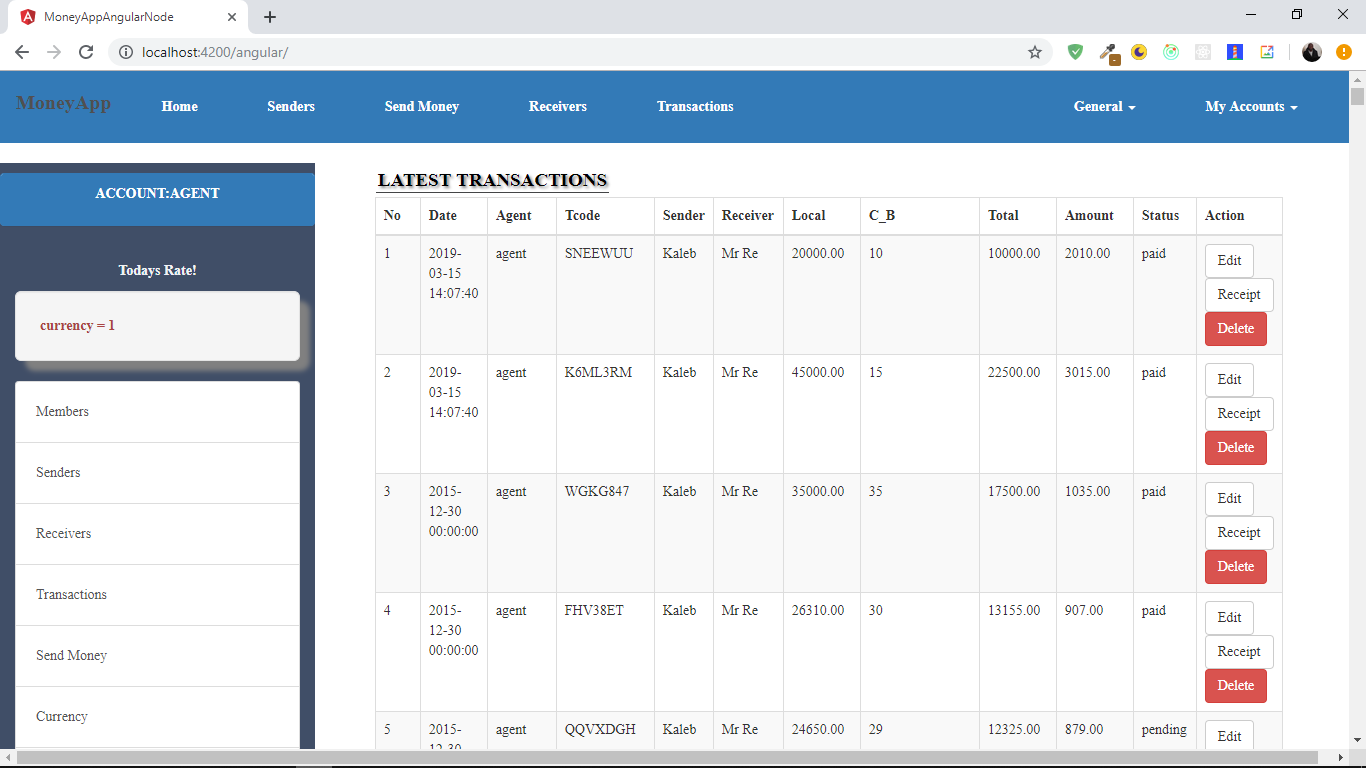 MoneyAppAngularNode
localhost:4200/angular/
MoneyApp Home Senders Send Money Receivers Transactions General My Accounts
ACCOUNT:AGENT
Todays Rate!
currency = 1
Members
Senders
Receivers
Transactions
Send Money
Currency
LATEST TRANSACTIONS
No Date Agent Tcode Sender Receiver Local C_B Total Amount Status Action
1 2019-03-15 14:07:40 agent SNEEWUU Kaleb Mr Re 20000.00 10 10000.00 2010.00 paid Edit
Receipt
Delete
2 2019-03-15 14:07:40 agent K6ML3RM Kaleb Mr Re 45000.00 15 22500.00 3015.00 paid Edit
Receipt
Delete
3 2015-12-30 00:00:00 agent WGKG847 Kaleb Mr Re 35000.00 35 17500.00 1035.00 paid Edit
Receipt
Delete
4 2015-12-30 00:00:00 agent FHV38ET Kaleb Mr Re 26310.00 30 13155.00 907.00 paid Edit
Receipt
Delete
5 2015-12-30 agent QQVXDGH Kaleb Mr Re 24650.00 29 12325.00 879.00 pending Edit